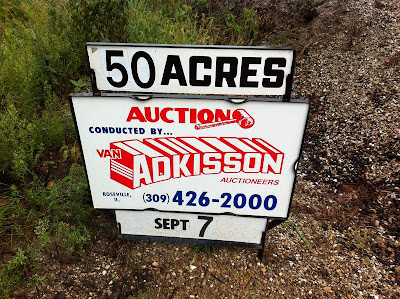 50 ACRES
AUCTION
CONDUCTED BY...
VAN ADKISSON
AUCTIONEERS
ROSEVILLE, IL. (309) 426-2000
SEPT 7